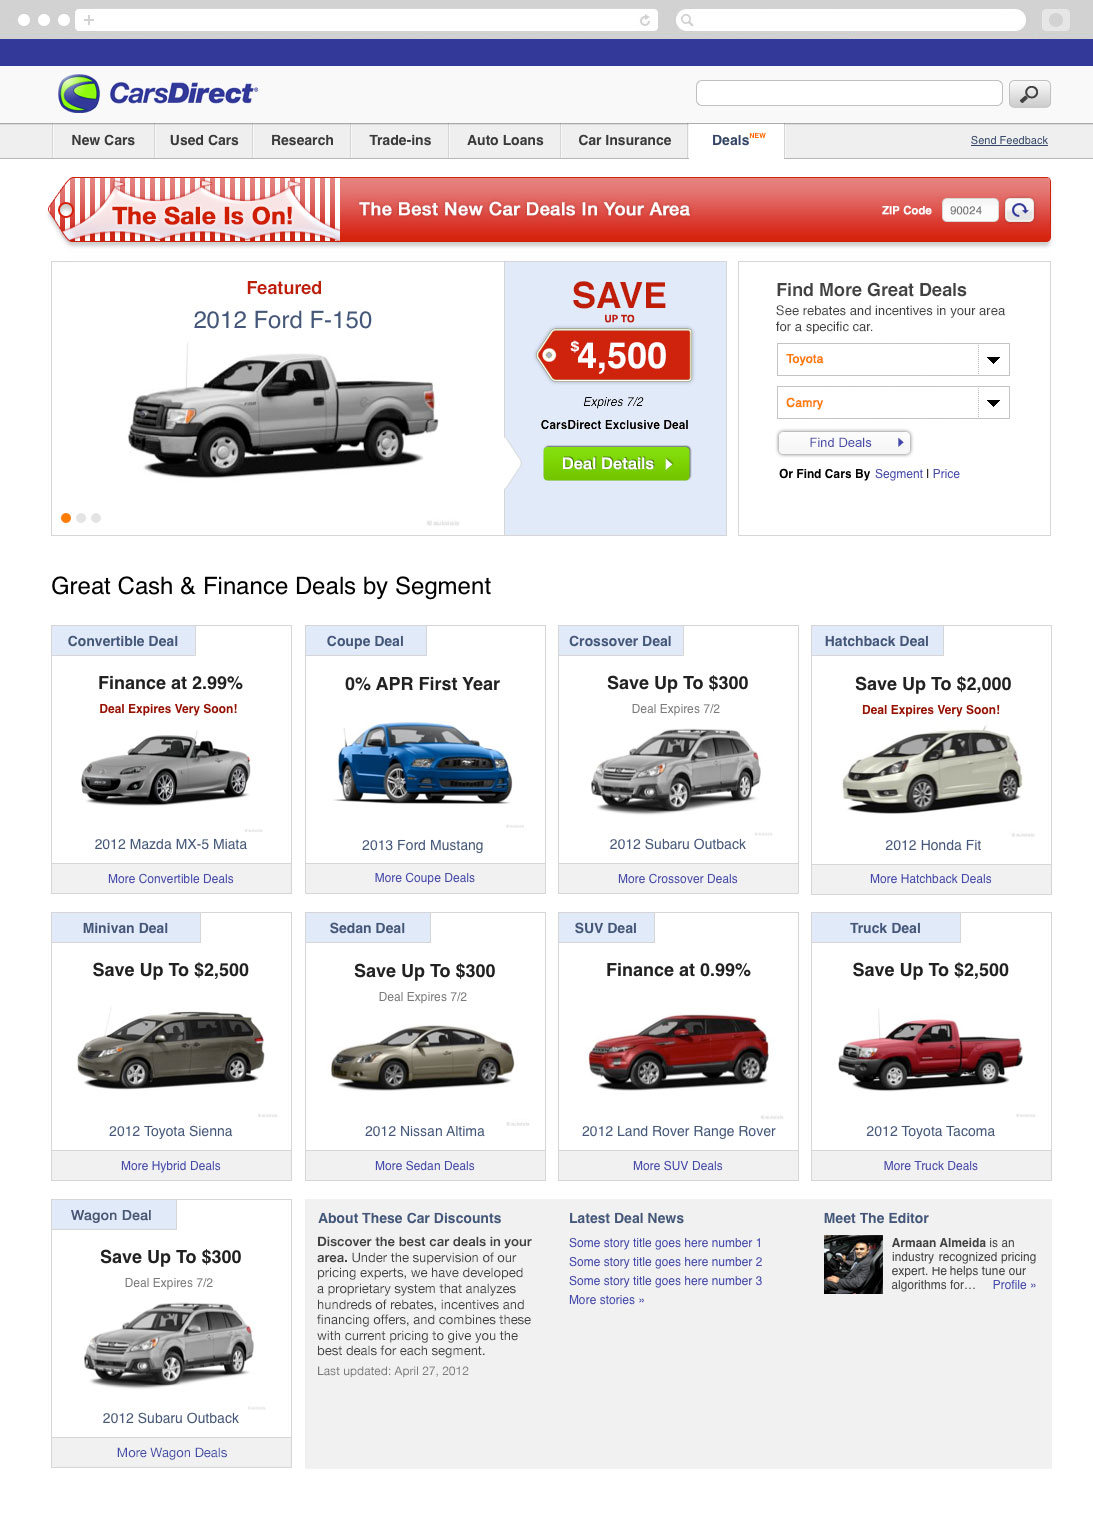 CarsDirect
New Cars Used Cars Research Trade-ins Auto Loans Car Insurance Deals NEW Send Feedback
The Sale Is On! The Best New Car Deals In Your Area ZIP Code 90024
Featured
2012 Ford F-150
SAVE
UP TO
$4,500
Expires 7/2
CarsDirect Exclusive Deal
Deal Details
Find More Great Deals
See rebates and incentives in your area
for a specific car.
Toyota
Camry
Find Deals
Or Find Cars By Segment | Price
Great Cash & Finance Deals by Segment
Convertible Deal
Finance at 2.99%
Deal Expires Very Soon!
2012 Mazda MX-5 Miata
More Convertible Deals
Coupe Deal
0% APR First Year
2013 Ford Mustang
More Coupe Deals
Crossover Deal
Save Up To $300
Deal Expires 7/2
2012 Subaru Outback
More Crossover Deals
Hatchback Deal
Save Up To $2,000
Deal Expires Very Soon!
2012 Honda Fit
More Hatchback Deals
Minivan Deal
Save Up To $2,500
2012 Toyota Sienna
More Hybrid Deals
Sedan Deal
Save Up To $300
Deal Expires 7/2
2012 Nissan Altima
More Sedan Deals
SUV Deal
Finance at 0.99%
2012 Land Rover Range Rover
More SUV Deals
Truck Deal
Save Up To $2,500
2012 Toyota Tacoma
More Truck Deals
Wagon Deal
Save Up To $300
Deal Expires 7/2
2012 Subaru Outback
More Wagon Deals
About These Car Discounts
Discover the best car deals in your
area. Under the supervision of our
pricing experts, we have developed
a proprietary system that analyzes
hundreds of rebates, incentives and
financing offers, and combines these
with current pricing to give you the
best deals for each segment.
Last updated: April 27, 2012
Latest Deal News
Some story title goes here number 1
Some story title goes here number 2
Some story title goes here number 3
More stories »
Meet The Editor
Armaan Almeida is an
industry recognized pricing
expert. He helps tune our
algorithms for... Profile »